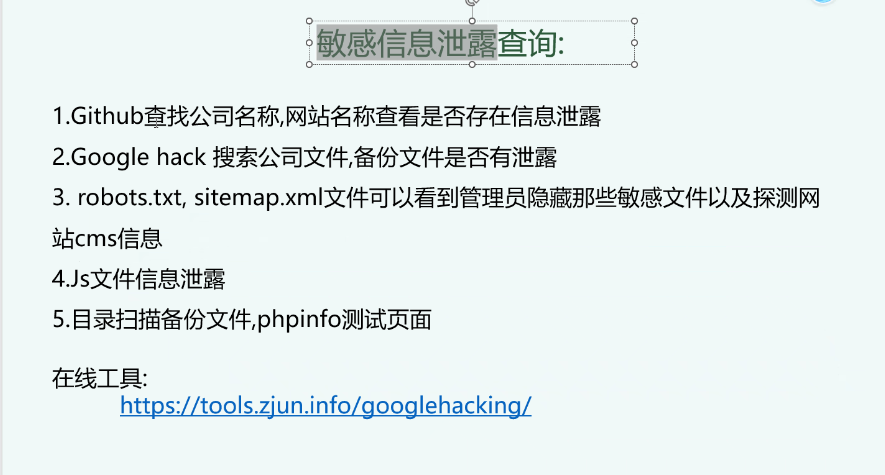 敏感信息泄露查询:
1.Github查找公司名称,网站名称查看是否存在信息泄露
2.Google hack 搜索公司文件,备份文件是否有泄露
3. robots.txt, sitemap.xml文件可以看到管理员隐藏那些敏感文件以及探测网
站cms信息
4.Js文件信息泄露
5.目录扫描备份文件,phpinfo测试页面
在线工具:
https://tools.zjun.info/googlehacking/